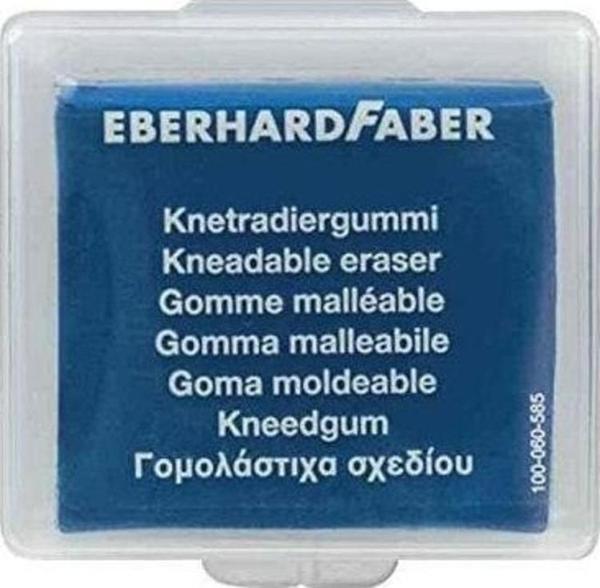 EBERHARDFABER
Knetradiergummi
Kneadable eraser
Gomme malléable
Gomma malleabile
Goma moldeable
Kneedgum
Γομολάστιχα σχεδίου
100-060-585